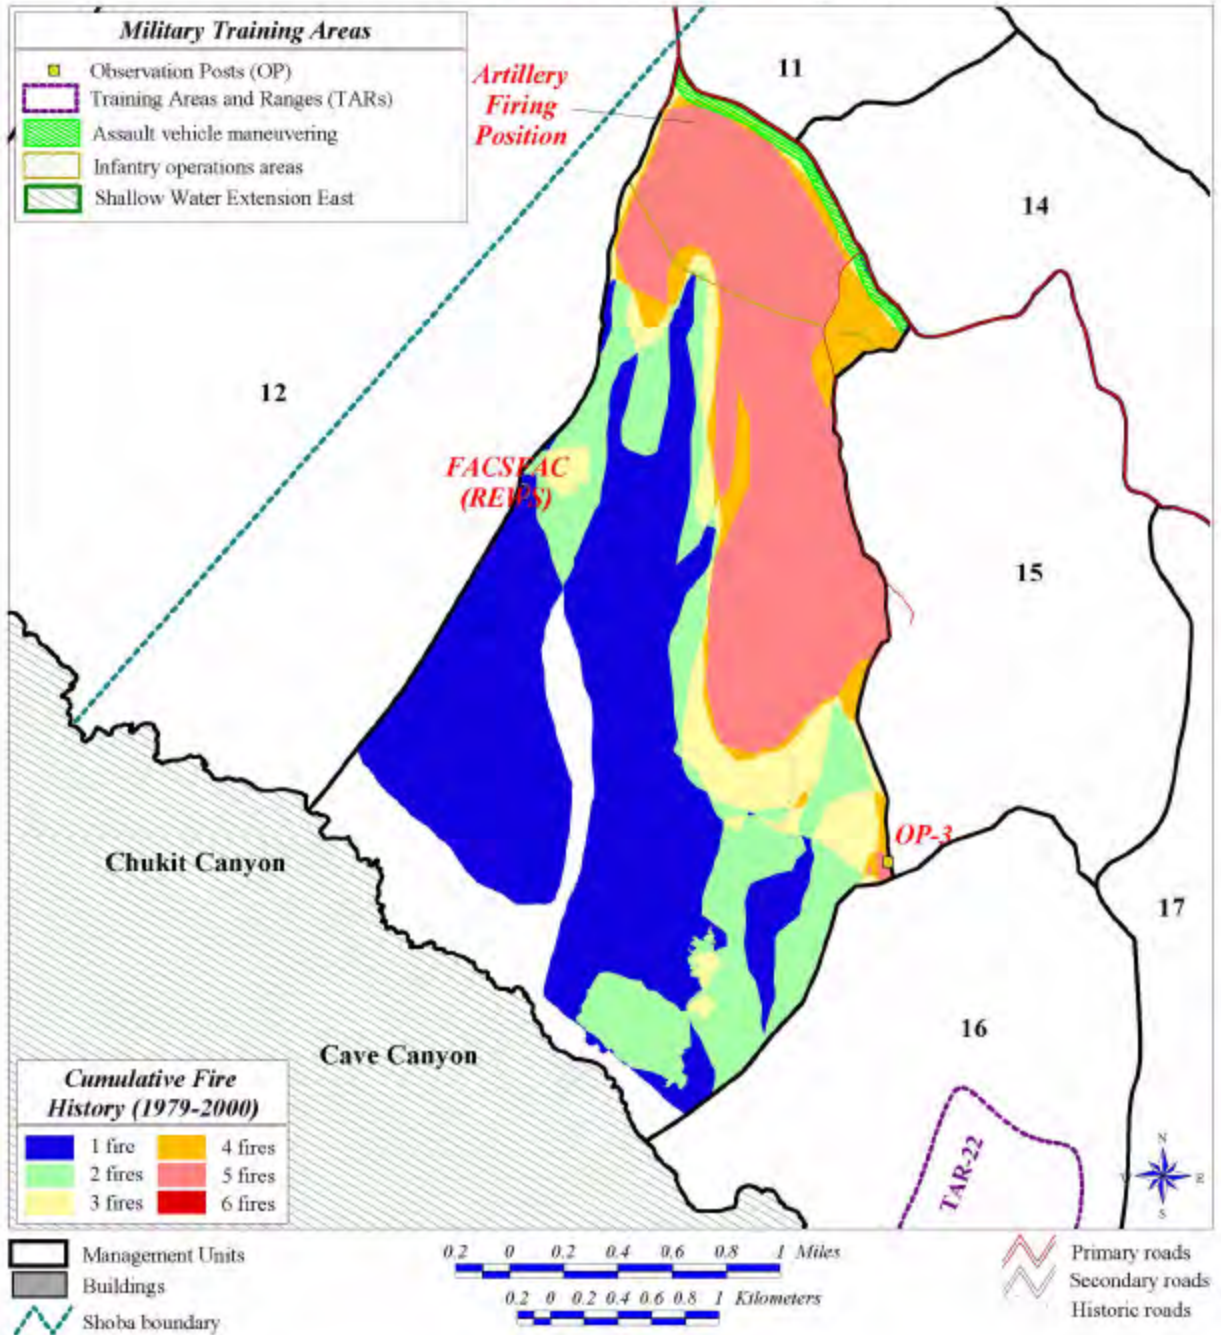 Military Training Areas
Observation Posts (OP)
Training Areas and Ranges (TARs)
Assault vehicle maneuvering
Infantry operations areas
Shallow Water Extension East
Artillery
Firing
Position
11
14
12
FACSFAC
(REWS)
15
OP-3
Chukit Canyon
17
16
Cave Canyon
TAR-22
Cumulative Fire
History (1979-2000)
1 fire
4 fires
2 fires
5 fires
3 fires
6 fires
N
E
S
Management Units
Buildings
Shoba boundary
0.2 0 0.2 0.4 0.6 0.8 1 Miles
0.2 0 0.2 0.4 0.6 0.8 1 Kilometers
Primary roads
Secondary roads
Historic roads